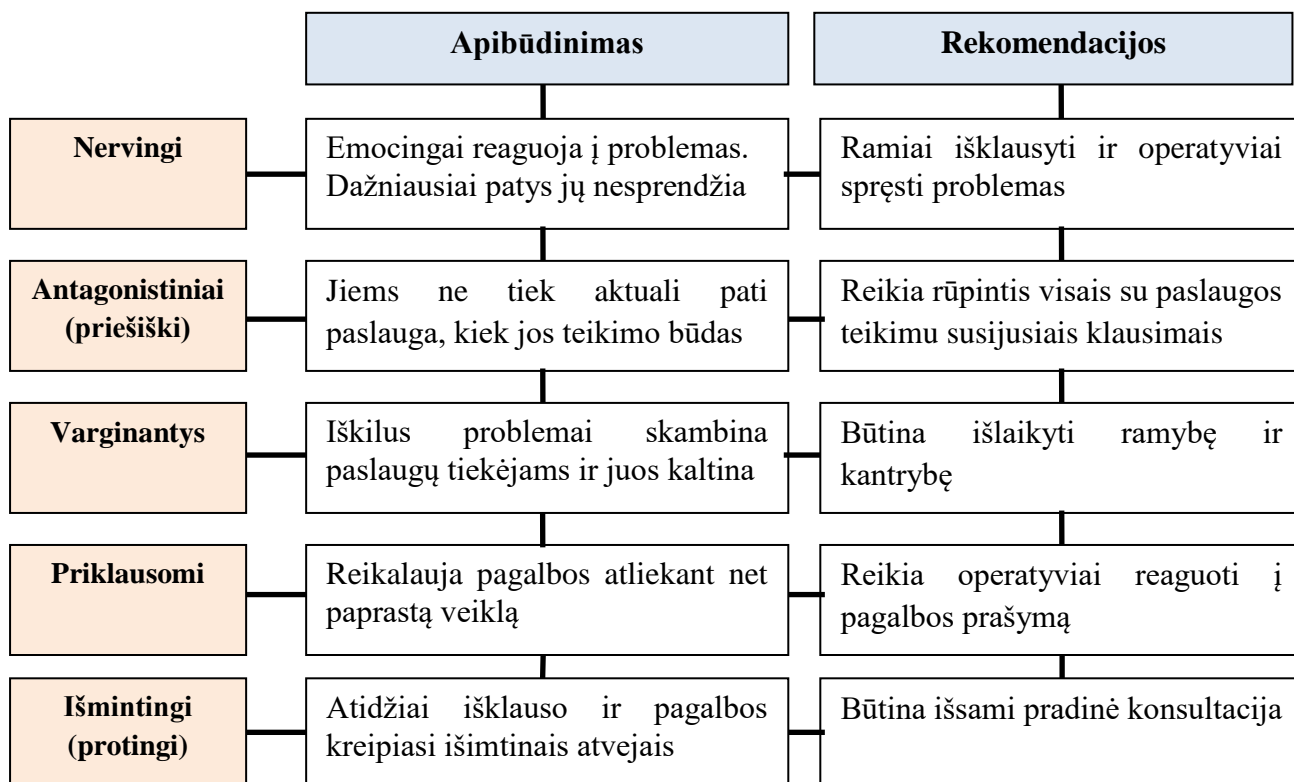 Apibūdinimas
Rekomendacijos
Nervingi
Emocingai reaguoja į problemas.
Dažniausiai patys jų nesprendžia
Ramiai išklausyti ir operatyviai
spręsti problemas
Antagonistiniai
(priešiški)
Jiems ne tiek aktuali pati
paslauga, kiek jos teikimo būdas
Reikia rūpintis visais su paslaugos
teikimu susijusiais klausimais
Varginantys
Iškilus problemai skambina
paslaugų tiekėjams ir juos kaltina
Būtina išlaikyti ramybę ir
kantrybę
Priklausomi
Reikalauja pagalbos atliekant net
paprastą veiklą
Reikia operatyviai reaguoti į
pagalbos prašymą
Išmintingi
(protingi)
Atidžiai išklauso ir pagalbos
kreipiasi išimtinais atvejais
Būtina išsami pradinė konsultacija